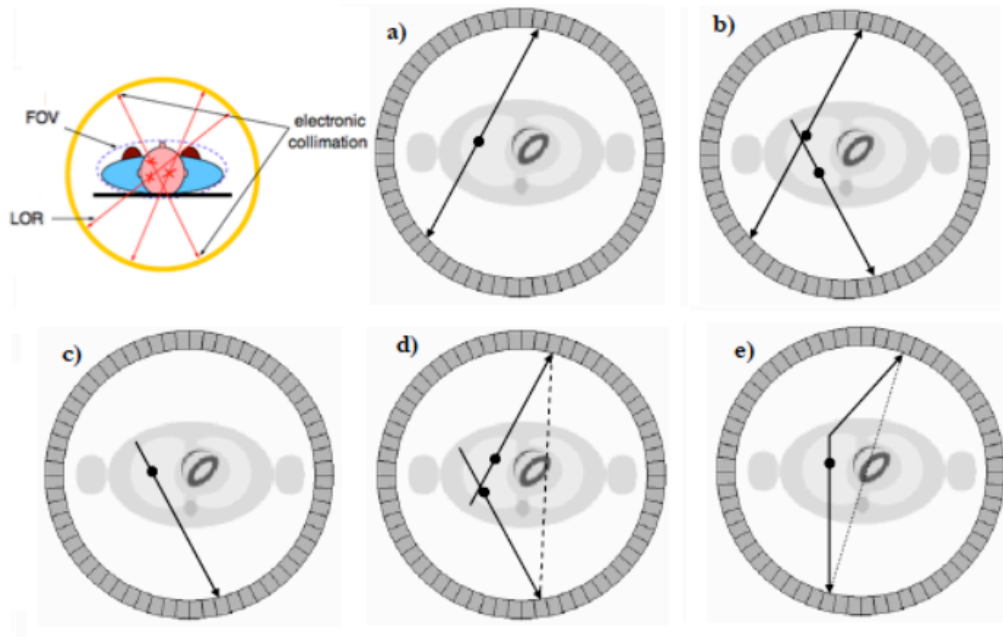 a)
b)
FOV
electronic
collimation
LOR
c)
d)
e)